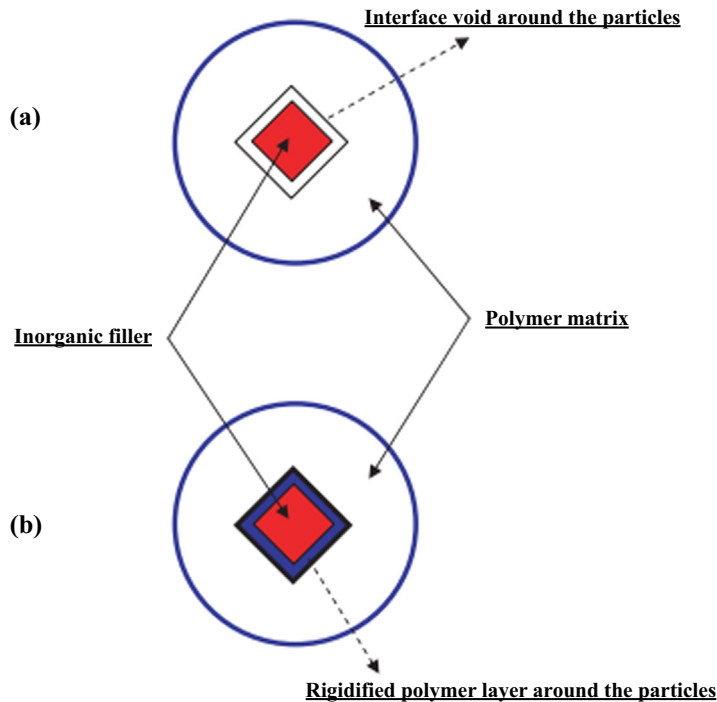 Interface void around the particles
(a)
Inorganic filler
Polymer matrix
(b)
Rigidified polymer layer around the particles